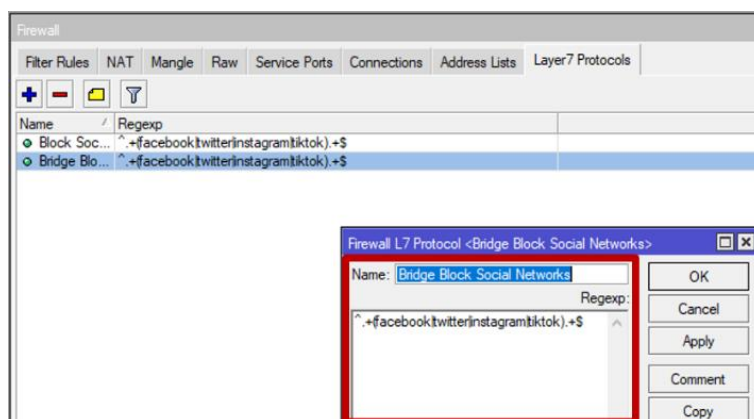 Firewall
Filter Rules NAT Mangle Raw Service Ports Connections Address Lists Layer7 Protocols
Name / Regexp
Block Soc... ^.+(facebook|twitter|instagram|tiktok).+$
Bridge Blo... ^.+(facebook|twitter|instagram|tiktok).+$
Firewall L7 Protocol <Bridge Block Social Networks>
Name: Bridge Block Social Networks
OK
Regexp:
Cancel
^.+(facebook|twitter|instagram|tiktok).+$
Apply
Comment
Copy